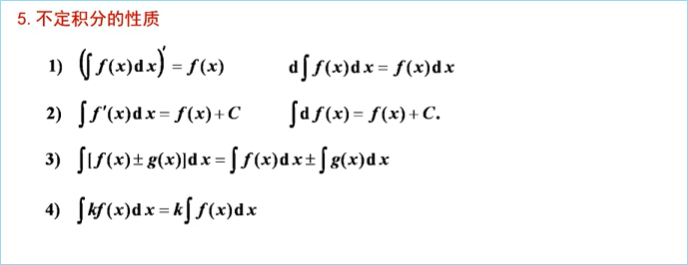 5. 不定积分的性质
1) (∫f(x)dx)′ = f(x) d∫f(x)dx = f(x)dx
2) ∫f′(x)dx = f(x)+C ∫df(x) = f(x)+C.
3) ∫[f(x)±g(x)]dx = ∫f(x)dx±∫g(x)dx
4) ∫kf(x)dx = k∫f(x)dx